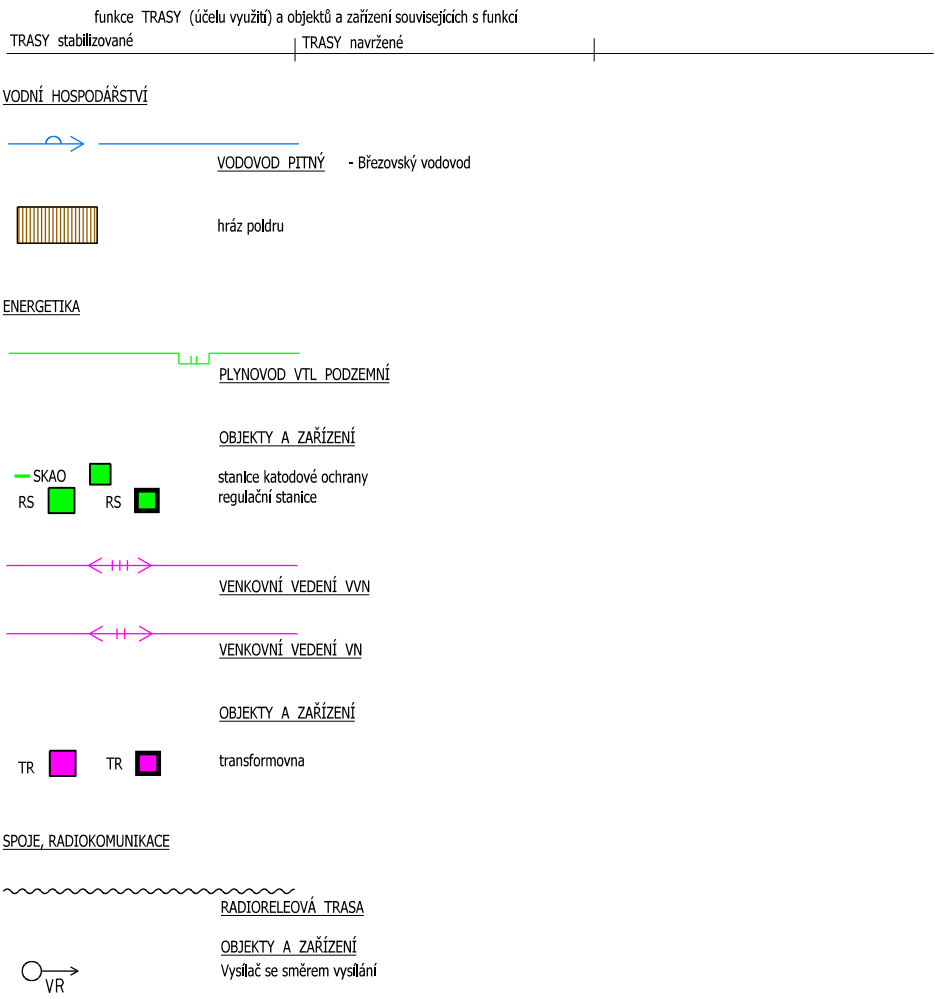 funkce TRASY (účelu využití) a objektů a zařízení souvisejících s funkcí
TRASY stabilizované TRASY navržené
VODNÍ HOSPODÁŘSTVÍ
VODOVOD PITNÝ - Březovský vodovod
hráz poldru
ENERGETIKA
PLYNOVOD VTL PODZEMNÍ
OBJEKTY A ZAŘÍZENÍ
SKAO stanice katodové ochrany
RS RS regulační stanice
VENKOVNÍ VEDENÍ VVN
VENKOVNÍ VEDENÍ VN
OBJEKTY A ZAŘÍZENÍ
TR TR transformovna
SPOJE, RADIOKOMUNIKACE
RADIORELEOVÁ TRASA
OBJEKTY A ZAŘÍZENÍ
Vysílač se směrem vysílání
VR